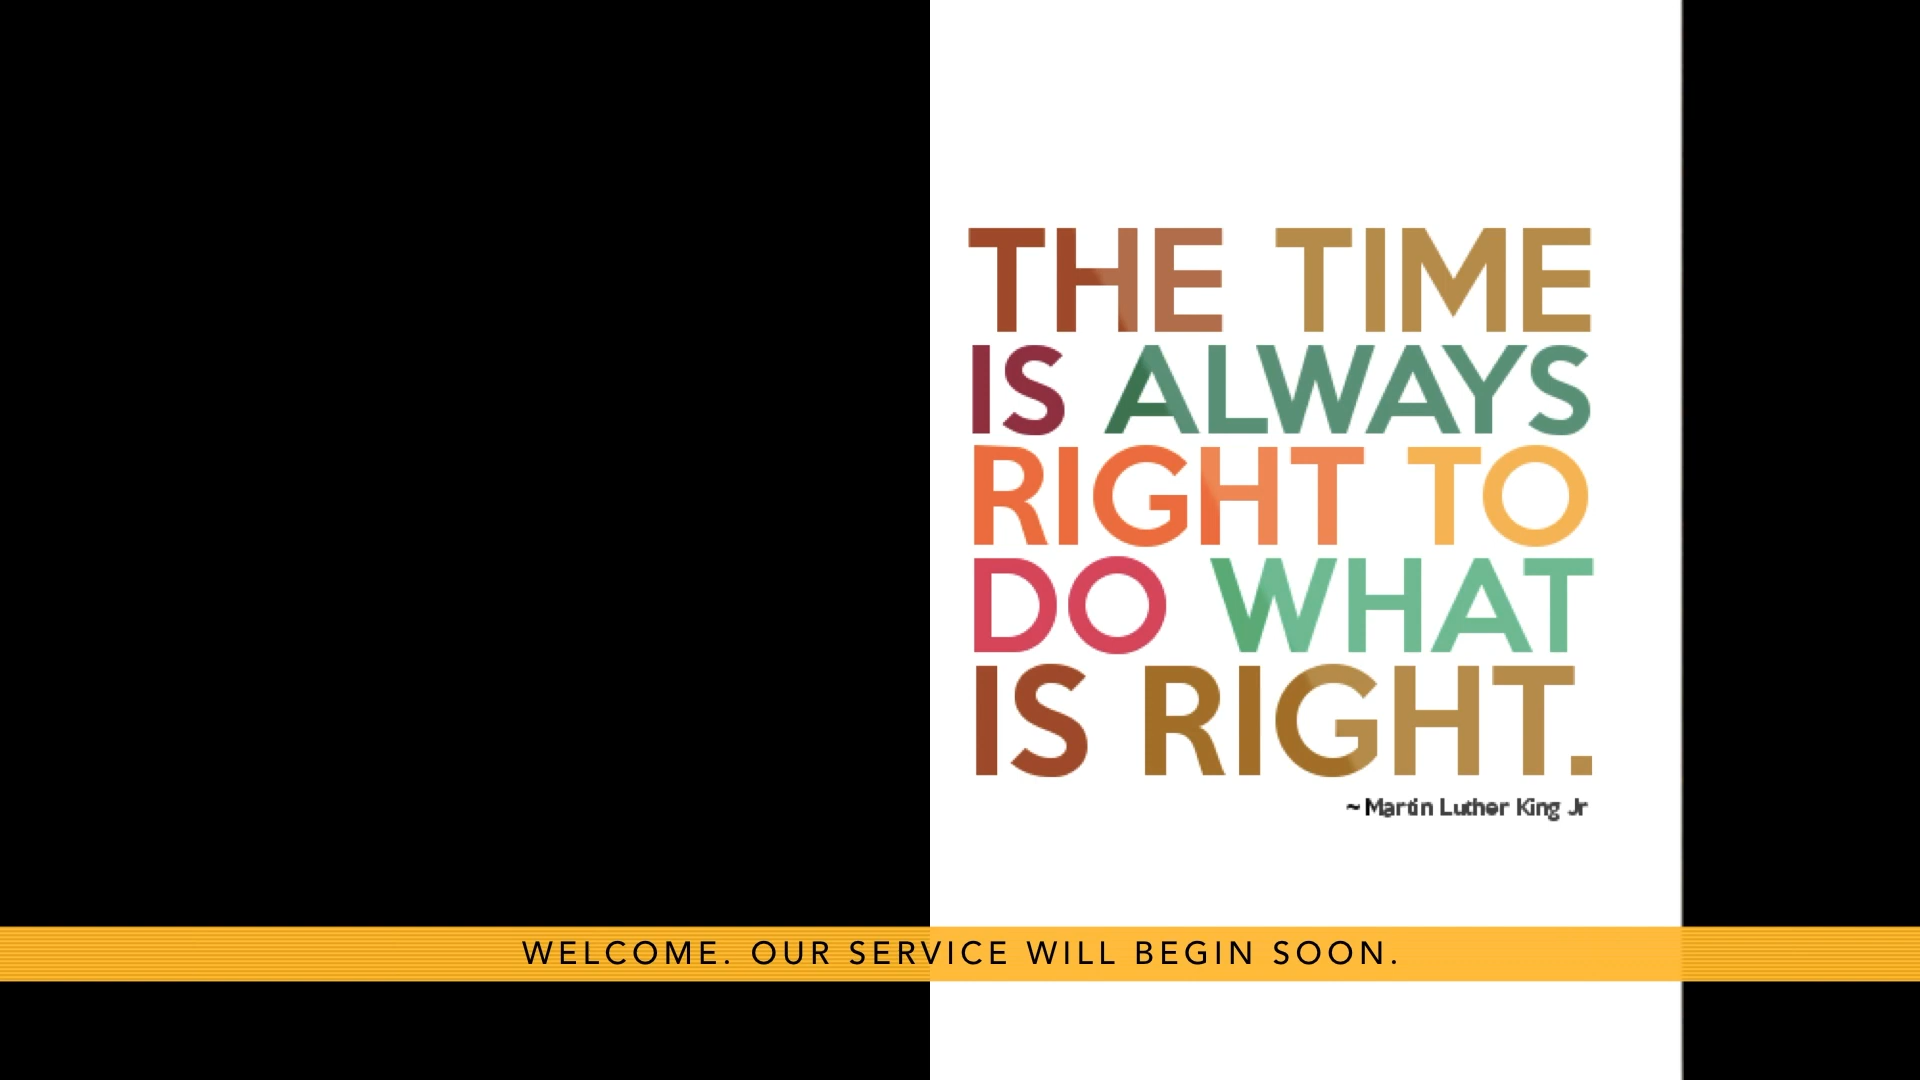 THE TIME
IS ALWAYS
RIGHT TO
DO WHAT
IS RIGHT.
~Martin Luther King Jr
WELCOME. OUR SERVICE WILL BEGIN SOON.